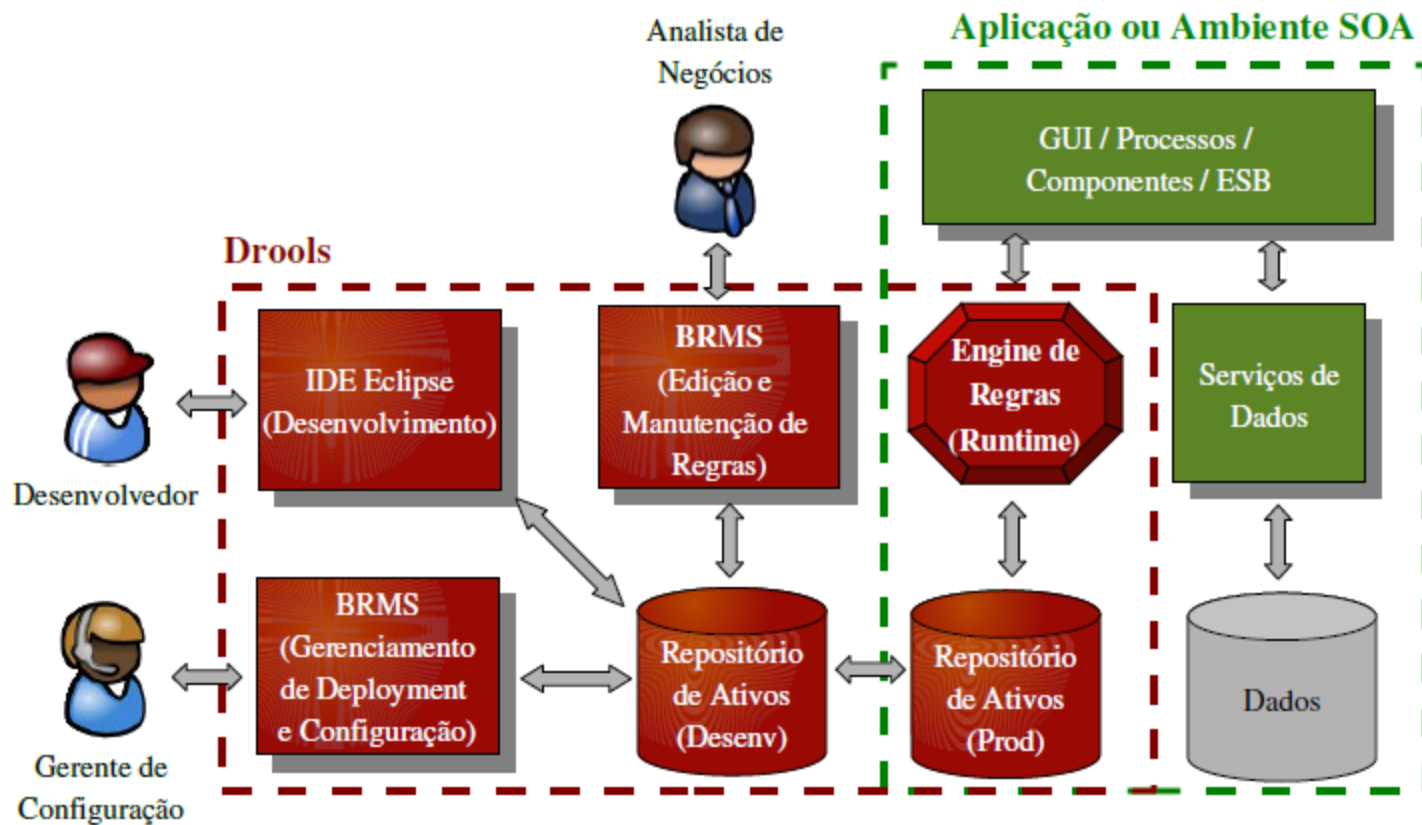 Aplicação ou Ambiente SOA
Analista de
Negócios
GUI / Processos /
Componentes / ESB
Drools
IDE Eclipse
(Desenvolvimento)
BRMS
(Edição e
Manutenção de
Regras)
Engine de
Regras
(Runtime)
Serviços de
Dados
Desenvolvedor
BRMS
(Gerenciamento
de Deployment
e Configuração)
Repositório
de Ativos
(Desenv)
Repositório
de Ativos
(Prod)
Dados
Gerente de
Configuração